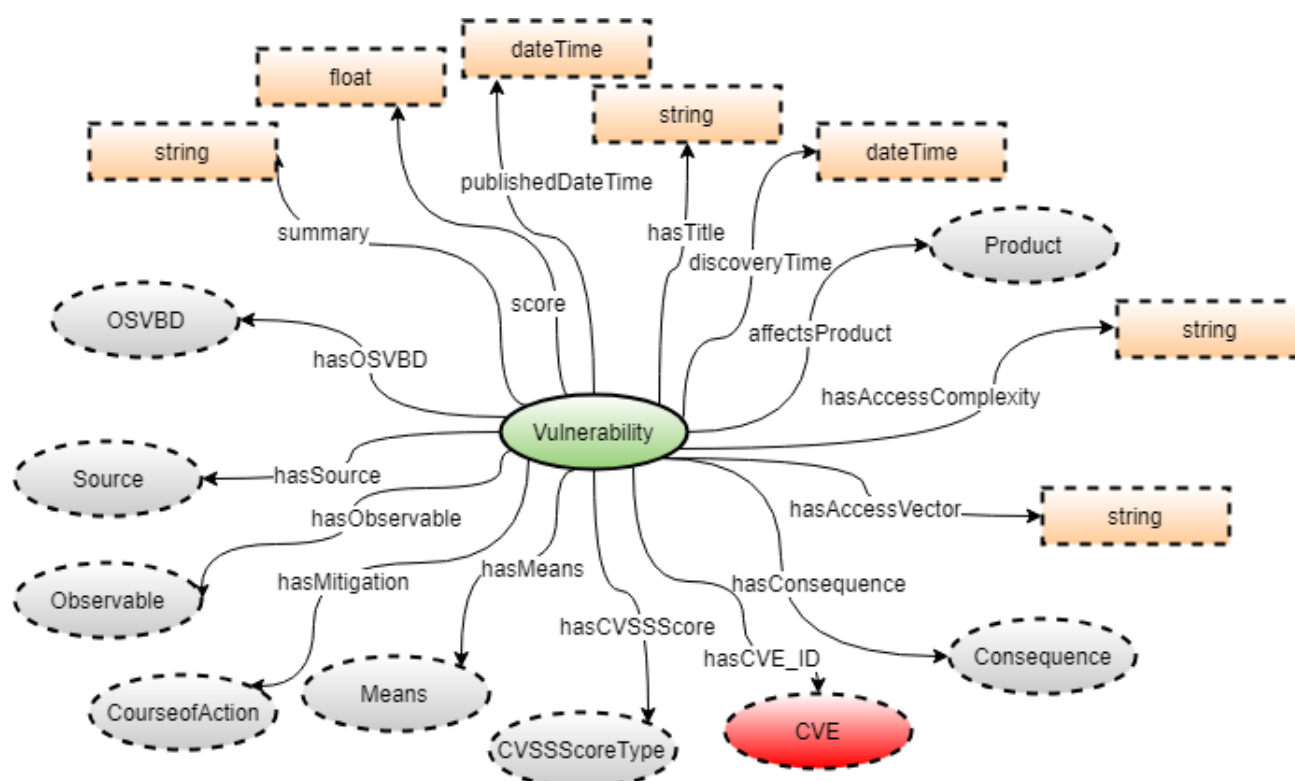 dateTime
float
string
string
dateTime
publishedDateTime
summary
hasTitle
discoveryTime
Product
score
OSVBD
affectsProduct
string
hasOSVBD
hasAccessComplexity
Vulnerability
Source
hasSource
hasAccessVector
string
hasObservable
hasMitigation
hasMeans
hasConsequence
Observable
hasCVSSScore
hasCVE_ID
Consequence
Means
CourseofAction
CVE
CVSSScoreType